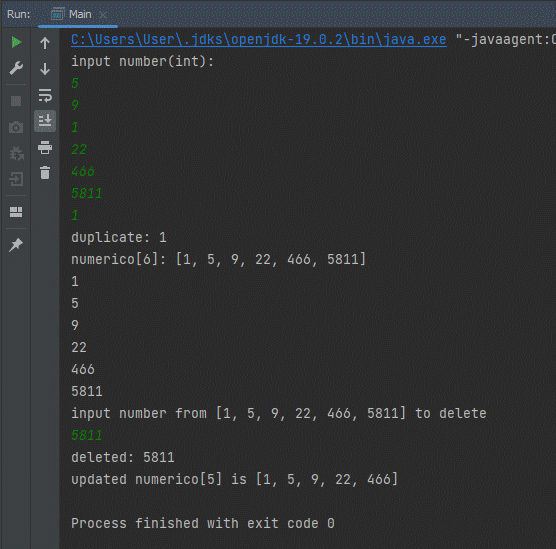 Run: Main
C:\Users\User\.jdks\openjdk-19.0.2\bin\java.exe "-javaagent:
input number(int):
5
9
1
22
466
5811
1
duplicate: 1
numerico[6]: [1, 5, 9, 22, 466, 5811]
1
5
9
22
466
5811
input number from [1, 5, 9, 22, 466, 5811] to delete
5811
deleted: 5811
updated numerico[5] is [1, 5, 9, 22, 466]
Process finished with exit code 0